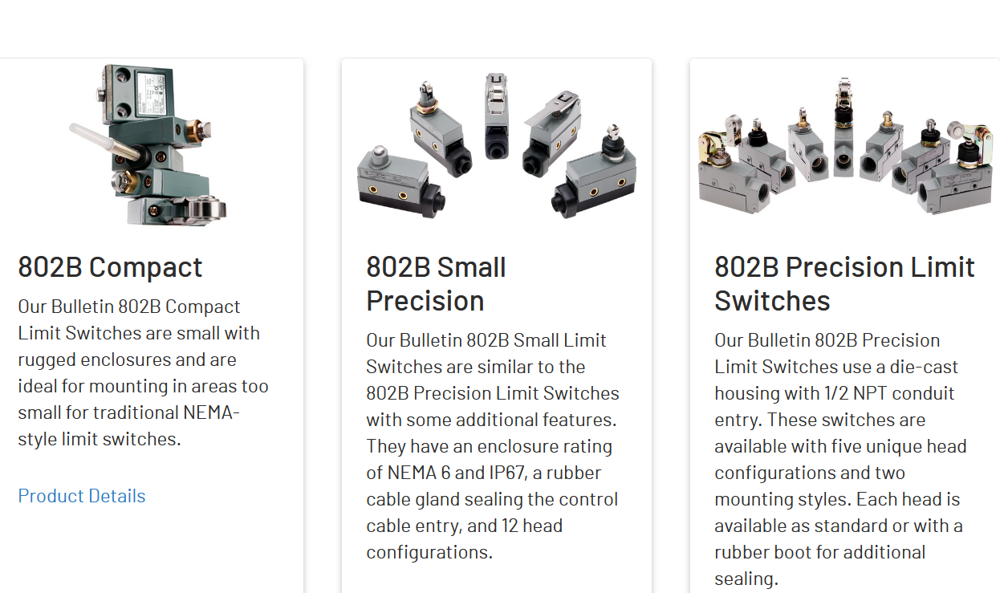 802B Compact
Our Bulletin 802B Compact
Limit Switches are small with
rugged enclosures and are
ideal for mounting in areas too
small for traditional NEMA-
style limit switches.
Product Details
802B Small
Precision
Our Bulletin 802B Small Limit
Switches are similar to the
802B Precision Limit Switches
with some additional features.
They have an enclosure rating
of NEMA 6 and IP67, a rubber
cable gland sealing the control
cable entry, and 12 head
configurations.
802B Precision Limit
Switches
Our Bulletin 802B Precision
Limit Switches use a die-cast
housing with 1/2 NPT conduit
entry. These switches are
available with five unique head
configurations and two
mounting styles. Each head is
available as standard or with a
rubber boot for additional
sealing.